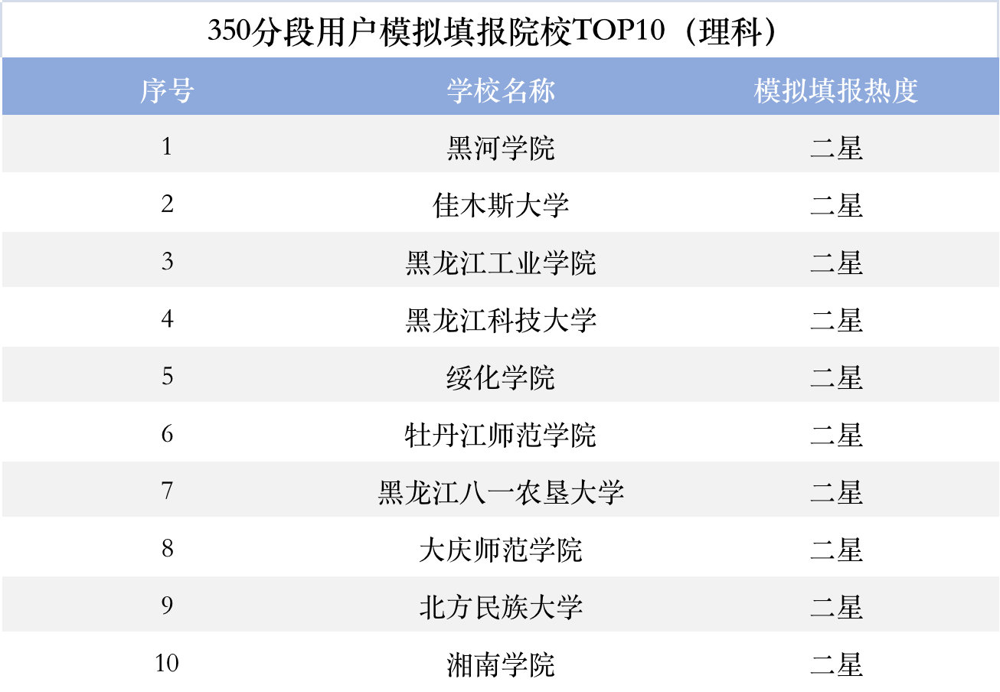 350分段用户模拟填报院校TOP10（理科）
序号 学校名称 模拟填报热度
1 黑河学院 二星
2 佳木斯大学 二星
3 黑龙江工业学院 二星
4 黑龙江科技大学 二星
5 绥化学院 二星
6 牡丹江师范学院 二星
7 黑龙江八一农垦大学 二星
8 大庆师范学院 二星
9 北方民族大学 二星
10 湘南学院 二星